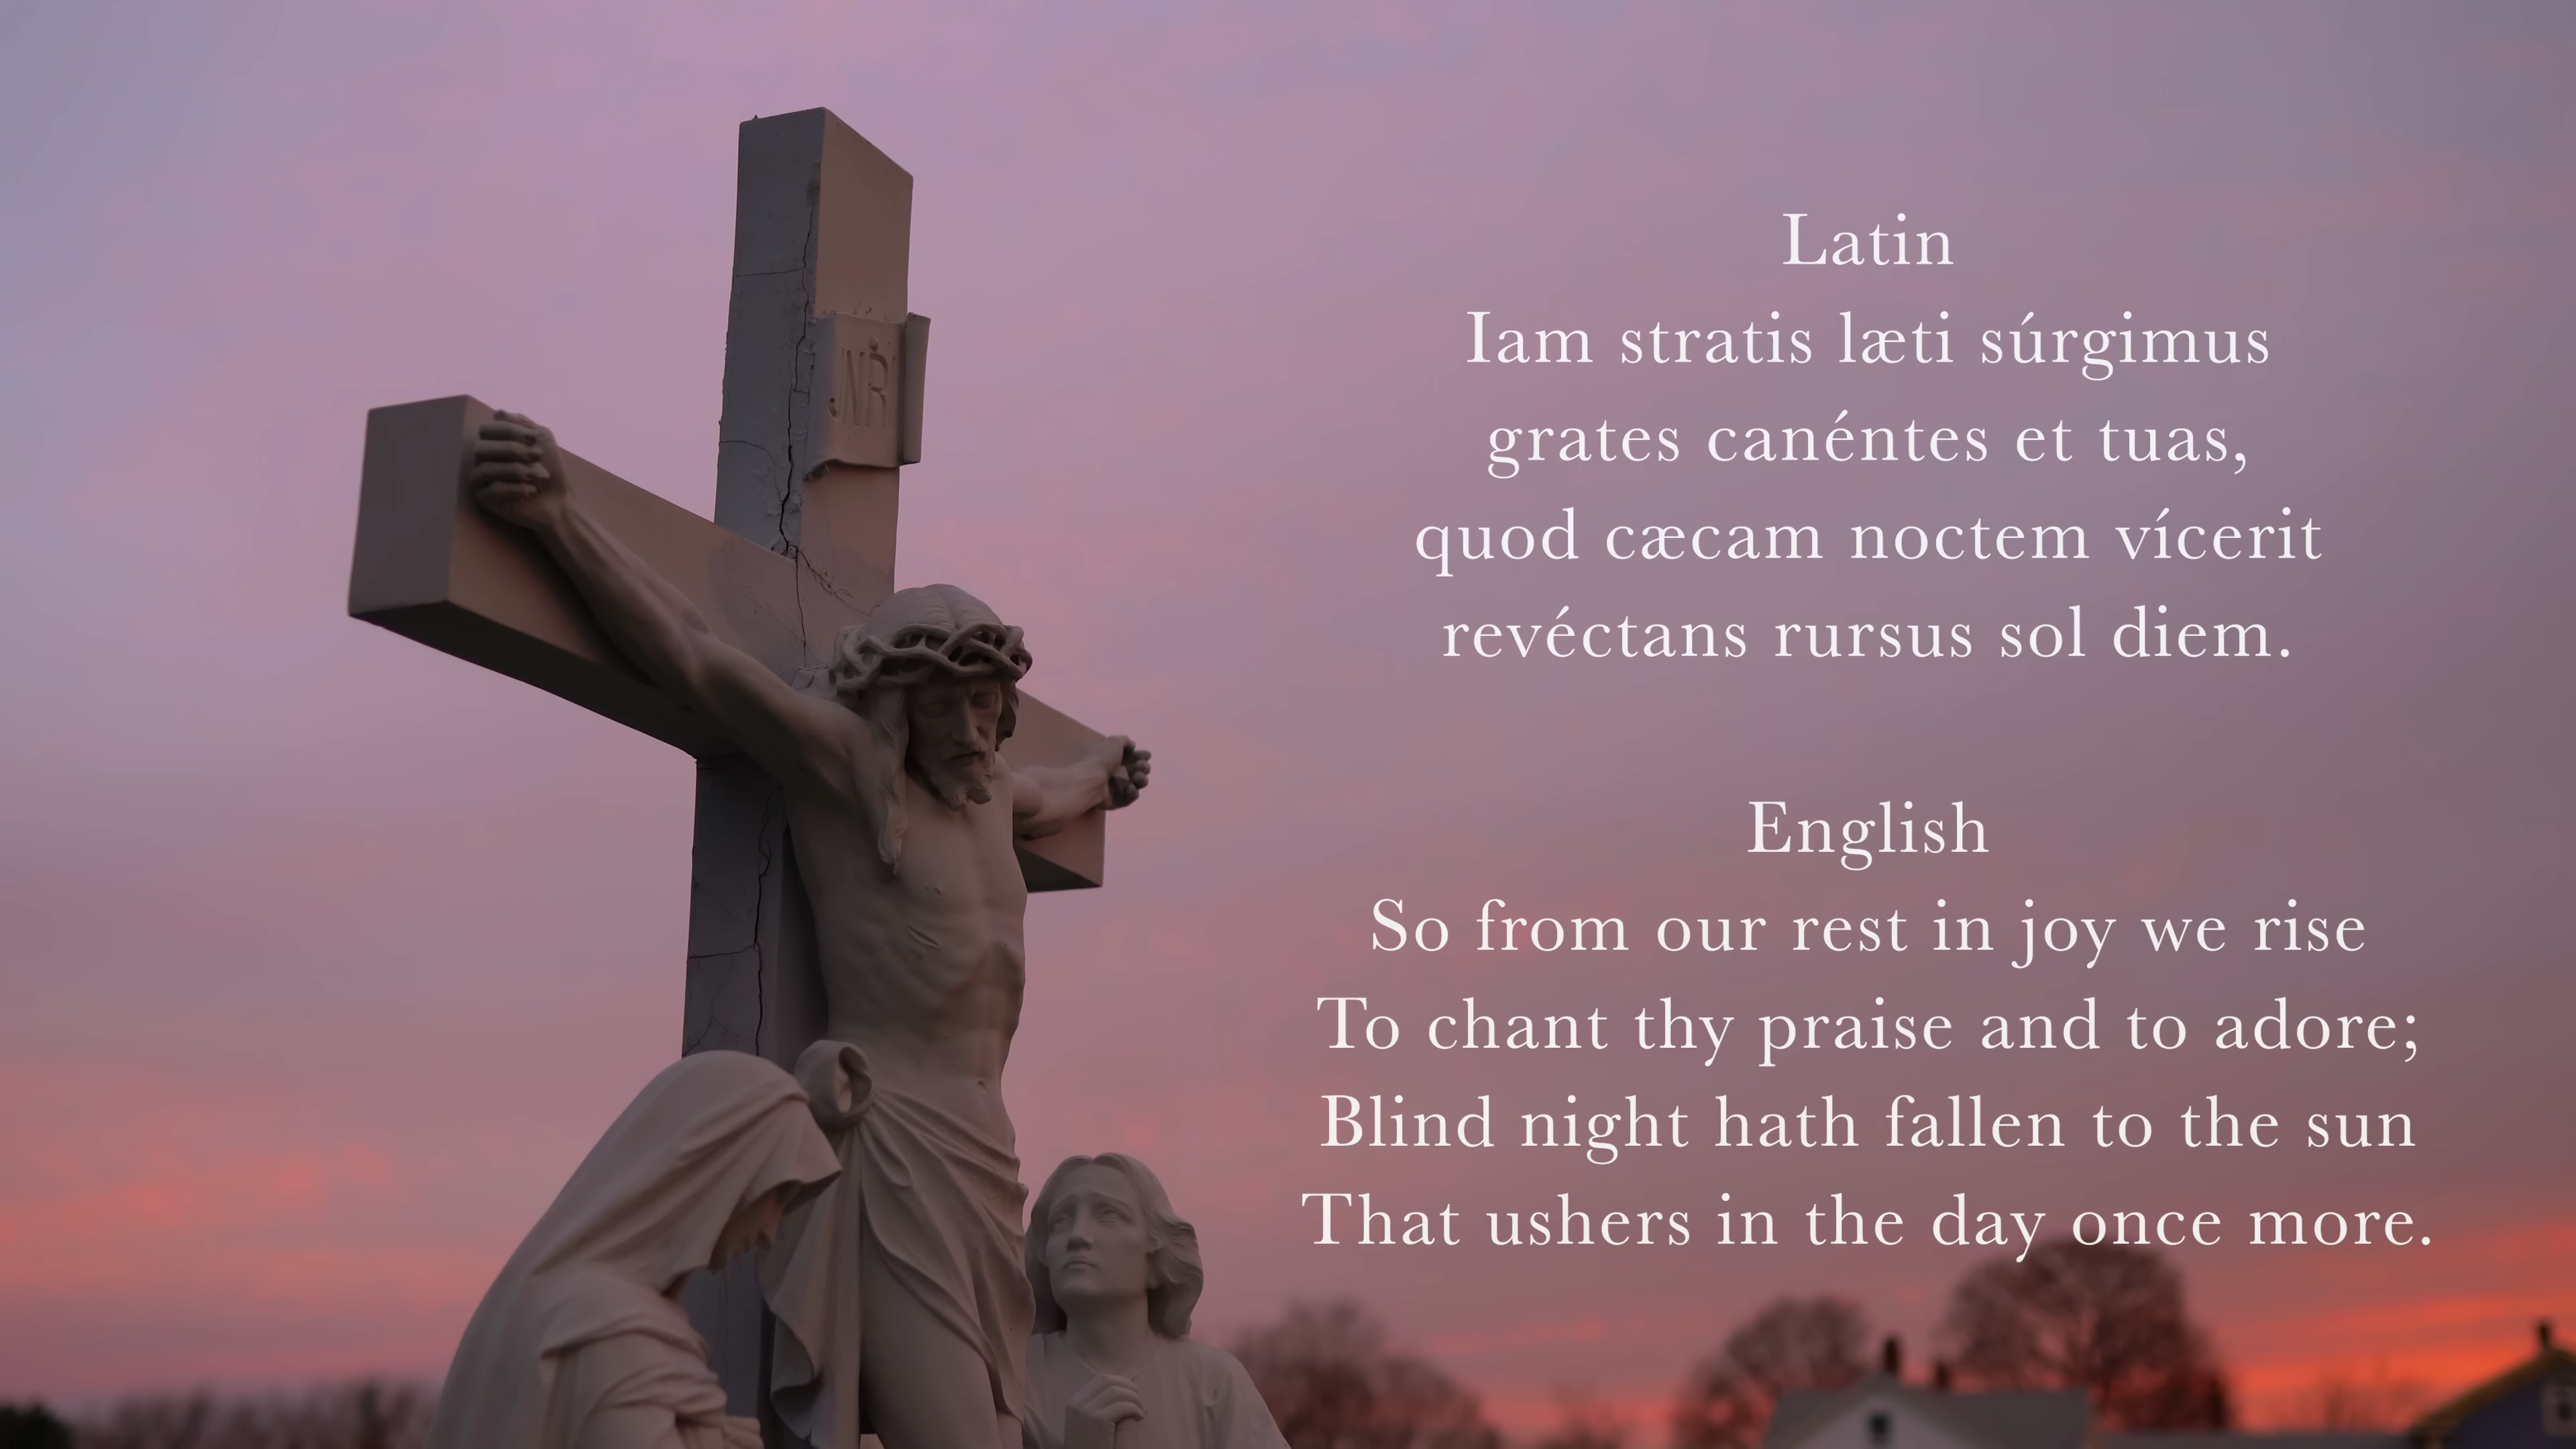 JNRI
Latin
Iam stratis læti súrgimus
grates canéntes et tuas,
quod cæcam noctem vícerit
revéctans rursus sol diem.
English
So from our rest in joy we rise
To chant thy praise and to adore;
Blind night hath fallen to the sun
That ushers in the day once more.